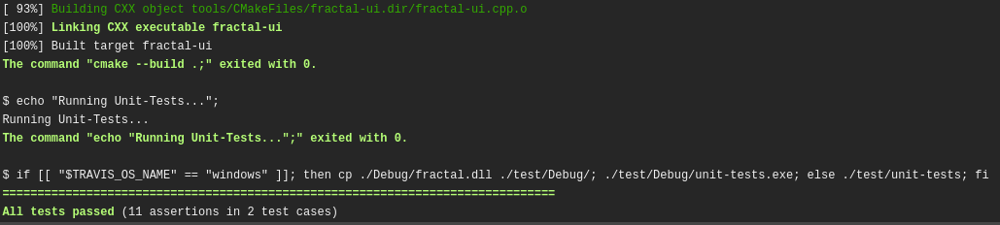 [ 93%] Building CXX object tools/CMakeFiles/fractal-ui.dir/fractal-ui.cpp.o
[100%] Linking CXX executable fractal-ui
[100%] Built target fractal-ui
The command "cmake --build .;" exited with 0.
$ echo "Running Unit-Tests...";
Running Unit-Tests...
The command "echo "Running Unit-Tests...";" exited with 0.
$ if [[ "$TRAVIS_OS_NAME" == "windows" ]]; then cp ./Debug/fractal.dll ./test/Debug/; ./test/Debug/unit-tests.exe; else ./test/unit-tests; fi
===============================================================================
All tests passed (11 assertions in 2 test cases)